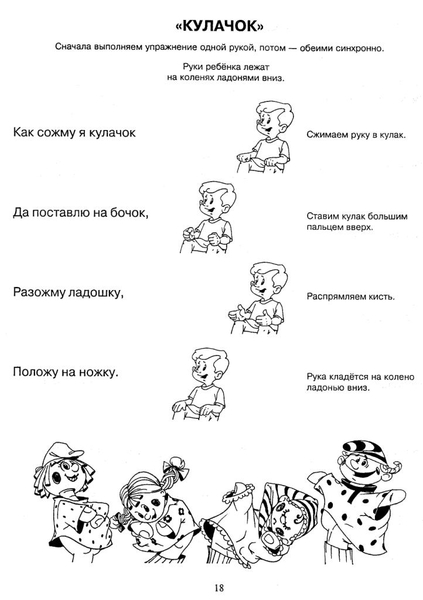 «КУЛАЧОК»
Сначала выполняем упражнение одной рукой, потом — обеими синхронно.
Руки ребёнка лежат
на коленях ладонями вниз.
Как сожму я кулачок
Сжимаем руку в кулак.
Да поставлю на бочок,
Ставим кулак большим
пальцем вверх.
Разожму ладошку,
Распрямляем кисть.
Положу на ножку.
Рука кладётся на колено
ладонью вниз.
18